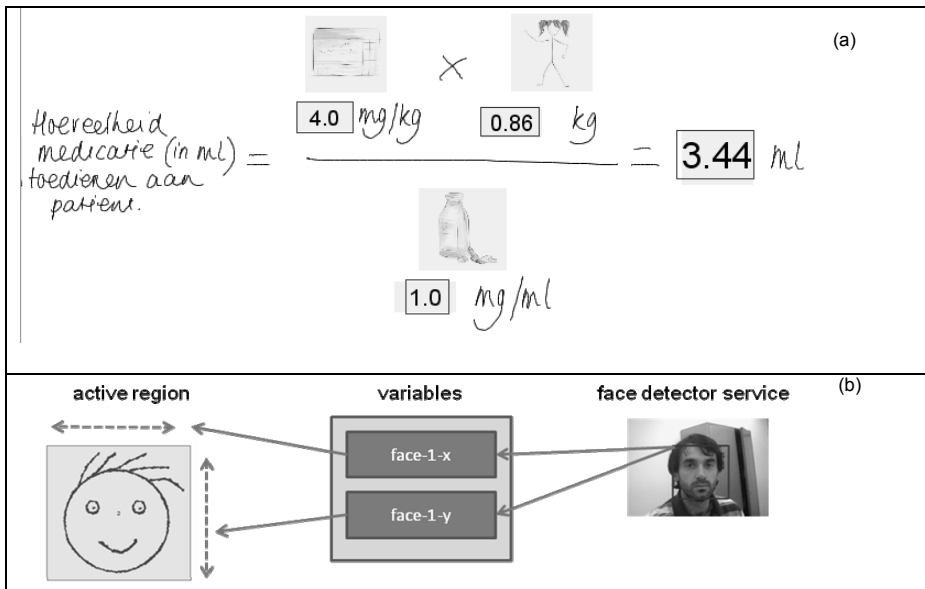 (a)
x
4.0 mg/kg 0.86 kg
Hoeveelheid
medicatie (in ml) = = 3.44 ml
toedienen aan
patient.
1.0 mg/ml
(b)
active region variables face detector service
face-1-x
face-1-y